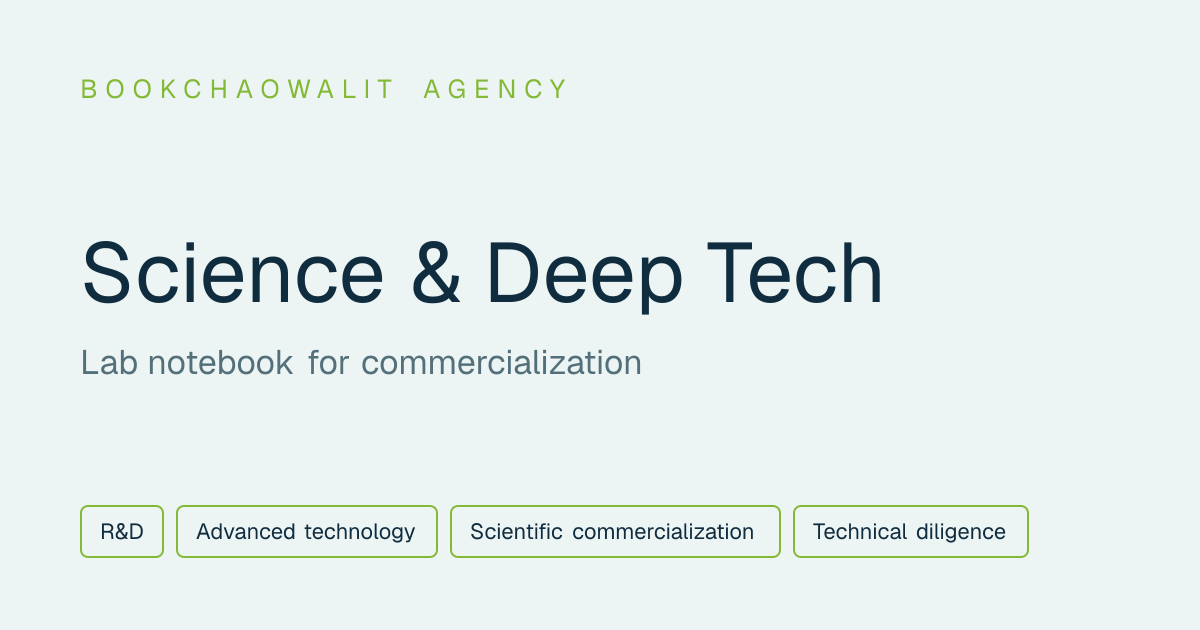 BOOKCHAOWALIT AGENCY
Science & Deep Tech
Lab notebook for commercialization
R&D Advanced technology Scientific commercialization Technical diligence